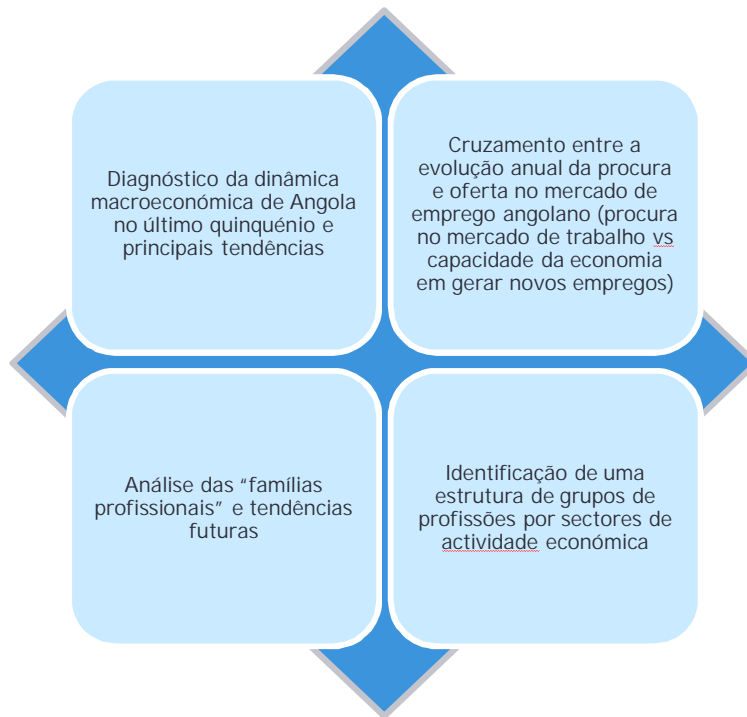 Diagnóstico da dinâmica
macroeconómica de Angola
no último quinquénio e
principais tendências
Cruzamento entre a
evolução anual da procura
e oferta no mercado de
emprego angolano (procura
no mercado de trabalho vs
capacidade da economia
em gerar novos empregos)
Análise das “famílias
profissionais” e tendências
futuras
Identificação de uma
estrutura de grupos de
profissões por sectores de
actividade económica